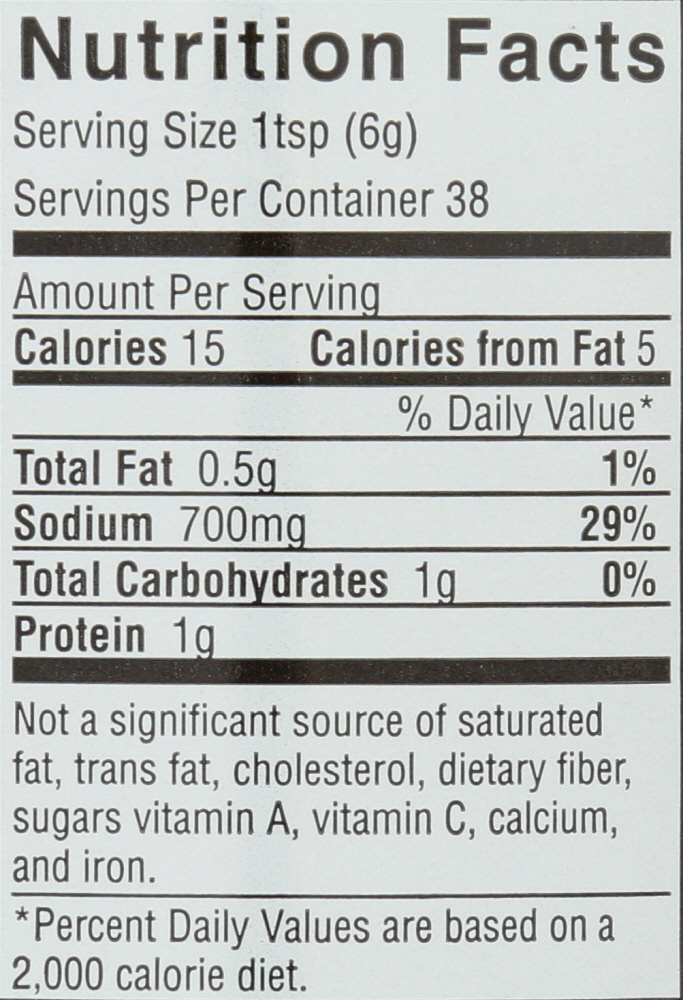 Nutrition Facts
Serving Size 1tsp (6g)
Servings Per Container 38
Amount Per Serving
Calories 15 Calories from Fat 5
% Daily Value*
Total Fat 0.5g 1%
Sodium 700mg 29%
Total Carbohydrates 1g 0%
Protein 1g
Not a significant source of saturated
fat, trans fat, cholesterol, dietary fiber,
sugars vitamin A, vitamin C, calcium,
and iron.
*Percent Daily Values are based on a
2,000 calorie diet.